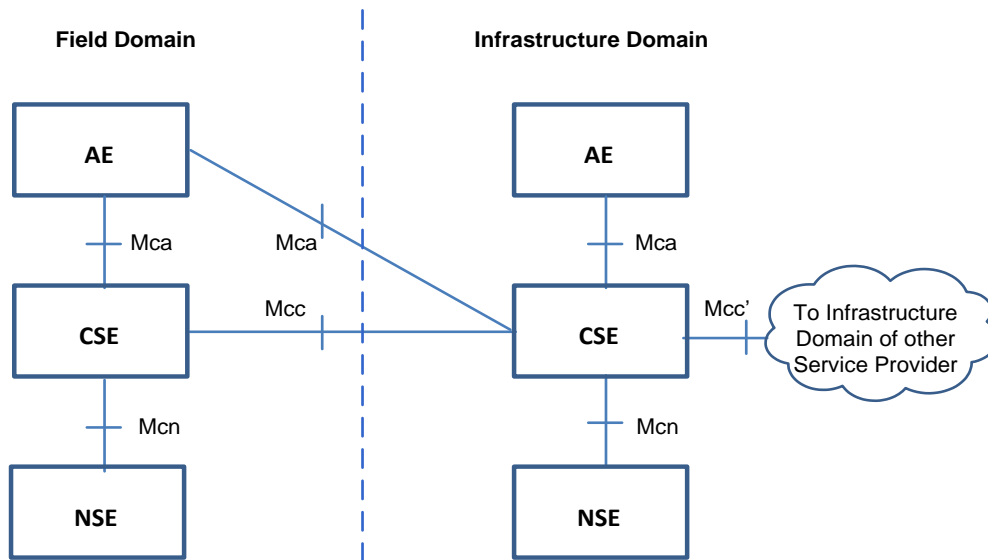 Field Domain
Infrastructure Domain
AE
AE
Mca
Mca
Mca
CSE
Mcc
CSE
Mcc’
To Infrastructure
Domain of other
Service Provider
Mcn
Mcn
NSE
NSE